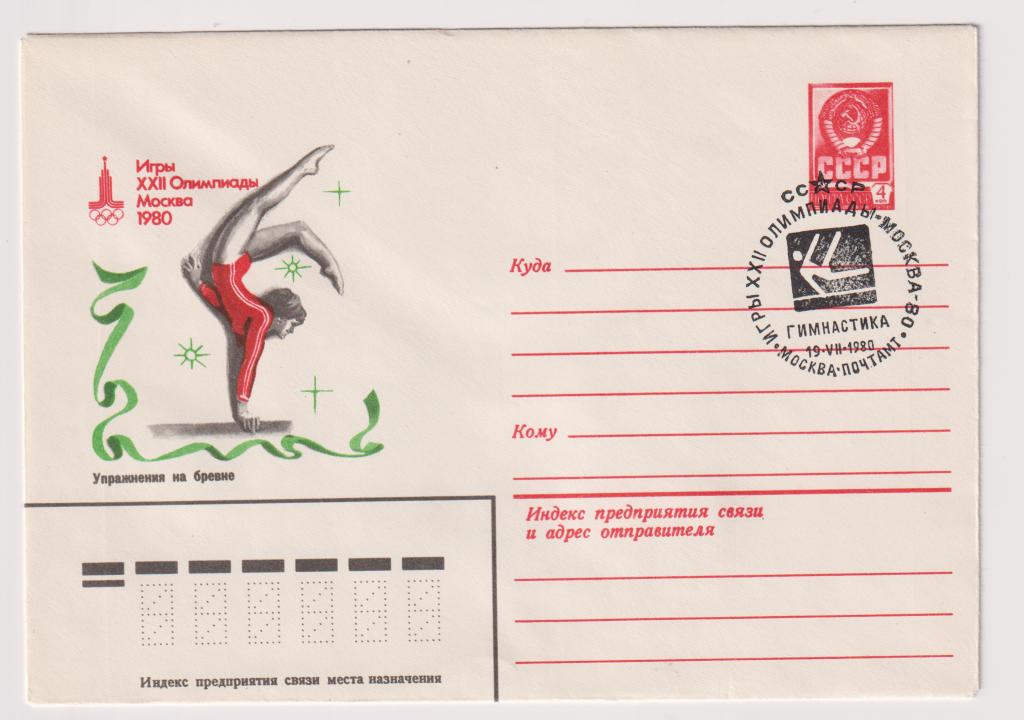 Игры
XXII Олимпиады
Москва
1980
Упражнения на бревне
СССР
4
СССР
ИГРЫ XXII ОЛИМПИАДЫ-МОСКВА-80
ГИМНАСТИКА
19·VII-1980
МОСКВА·ПОЧТАМТ
Куда
Кому
Индекс предприятия связи
и адрес отправителя
Индекс предприятия связи места назначения